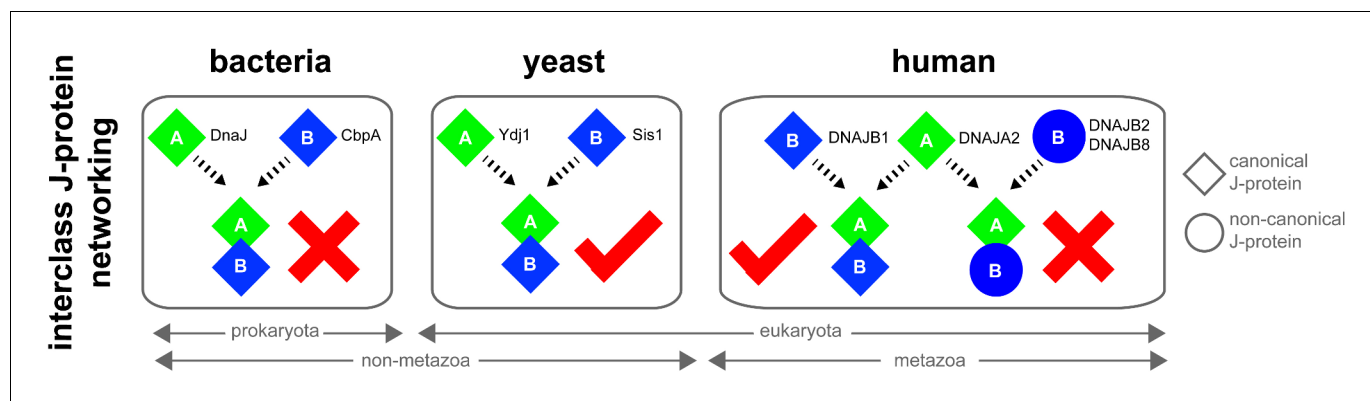 interclass J-protein
networking
bacteria
yeast
human
A
DnaJ
B
CbpA
A
B
A
Ydj1
B
Sis1
A
B
B
DNAJB1
A
DNAJA2
B
DNAJB2
DNAJB8
A
B
A
B
canonical
J-protein
non-canonical
J-protein
prokaryota
eukaryota
non-metazoa
metazoa